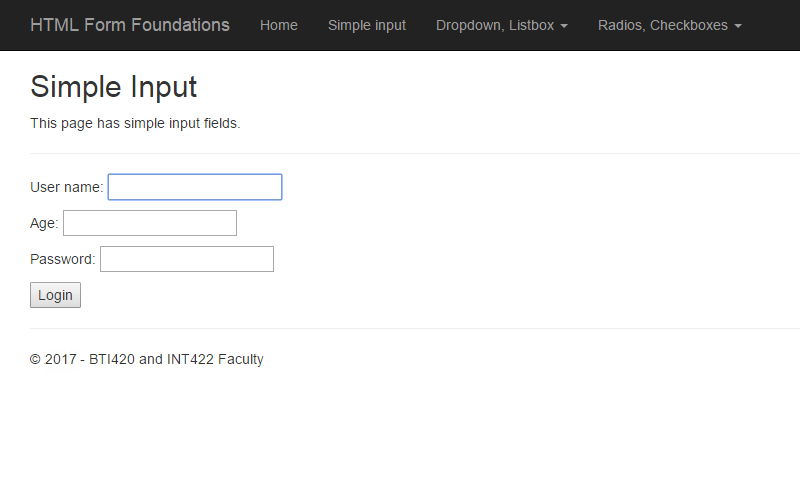 HTML Form Foundations Home Simple input Dropdown, Listbox Radios, Checkboxes
Simple Input
This page has simple input fields.
User name:
Age:
Password:
Login
© 2017 - BTI420 and INT422 Faculty